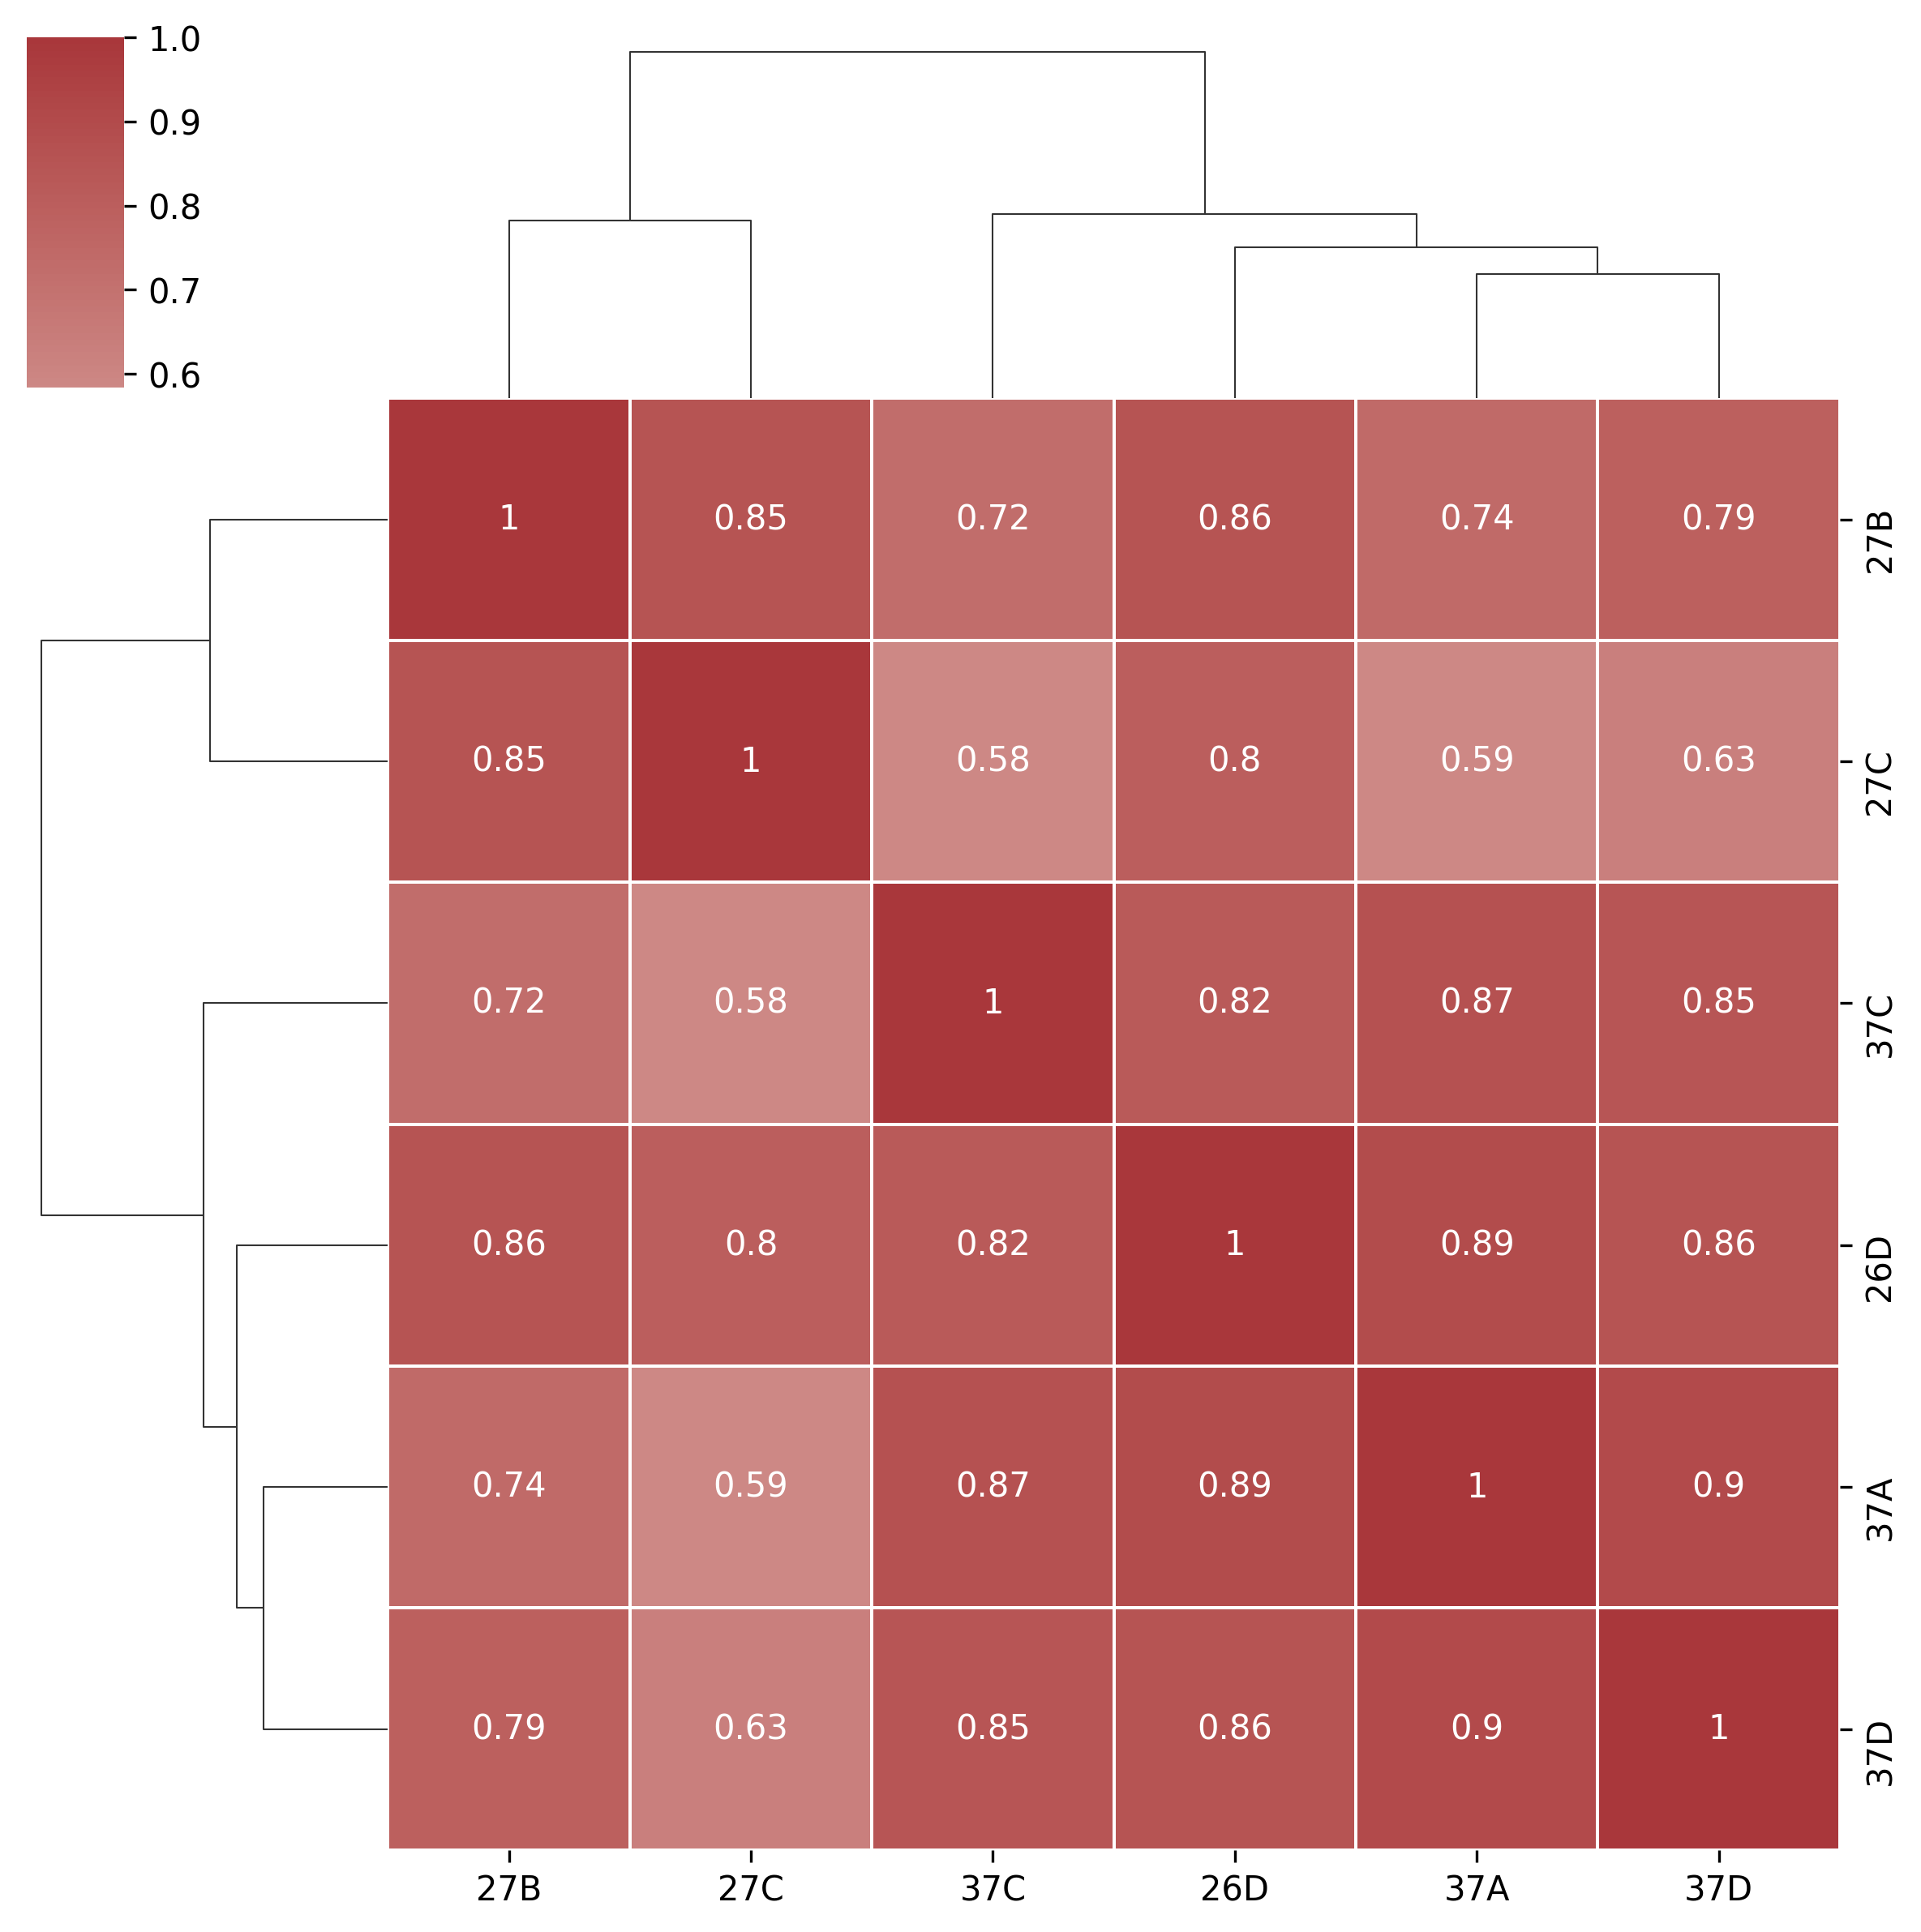 1.0
0.9
0.8
0.7
0.6
1 0.85 0.72 0.86 0.74 0.79 27B
0.85 1 0.58 0.8 0.59 0.63 27C
0.72 0.58 1 0.82 0.87 0.85 37C
0.86 0.8 0.82 1 0.89 0.86 26D
0.74 0.59 0.87 0.89 1 0.9 37A
0.79 0.63 0.85 0.86 0.9 1 37D
27B 27C 37C 26D 37A 37D